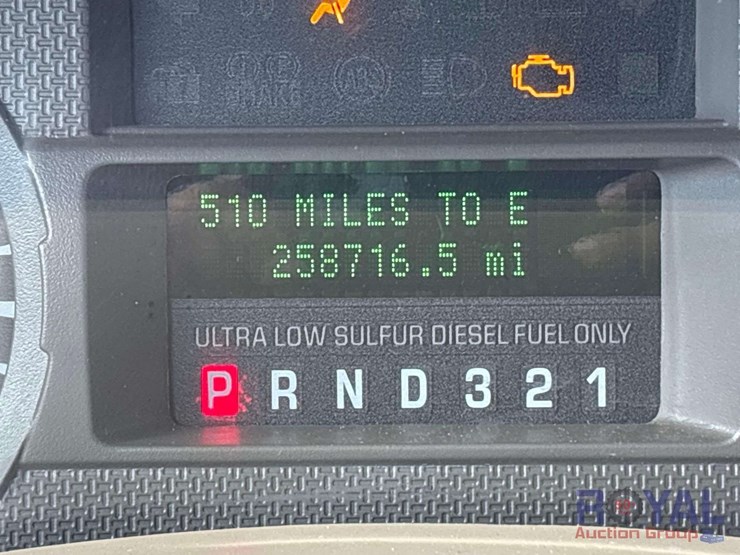 510 MILES TO E
258716.5 mi
ULTRA LOW SULFUR DIESEL FUEL ONLY
P R N D 3 2 1
ROYAL
Auction Group